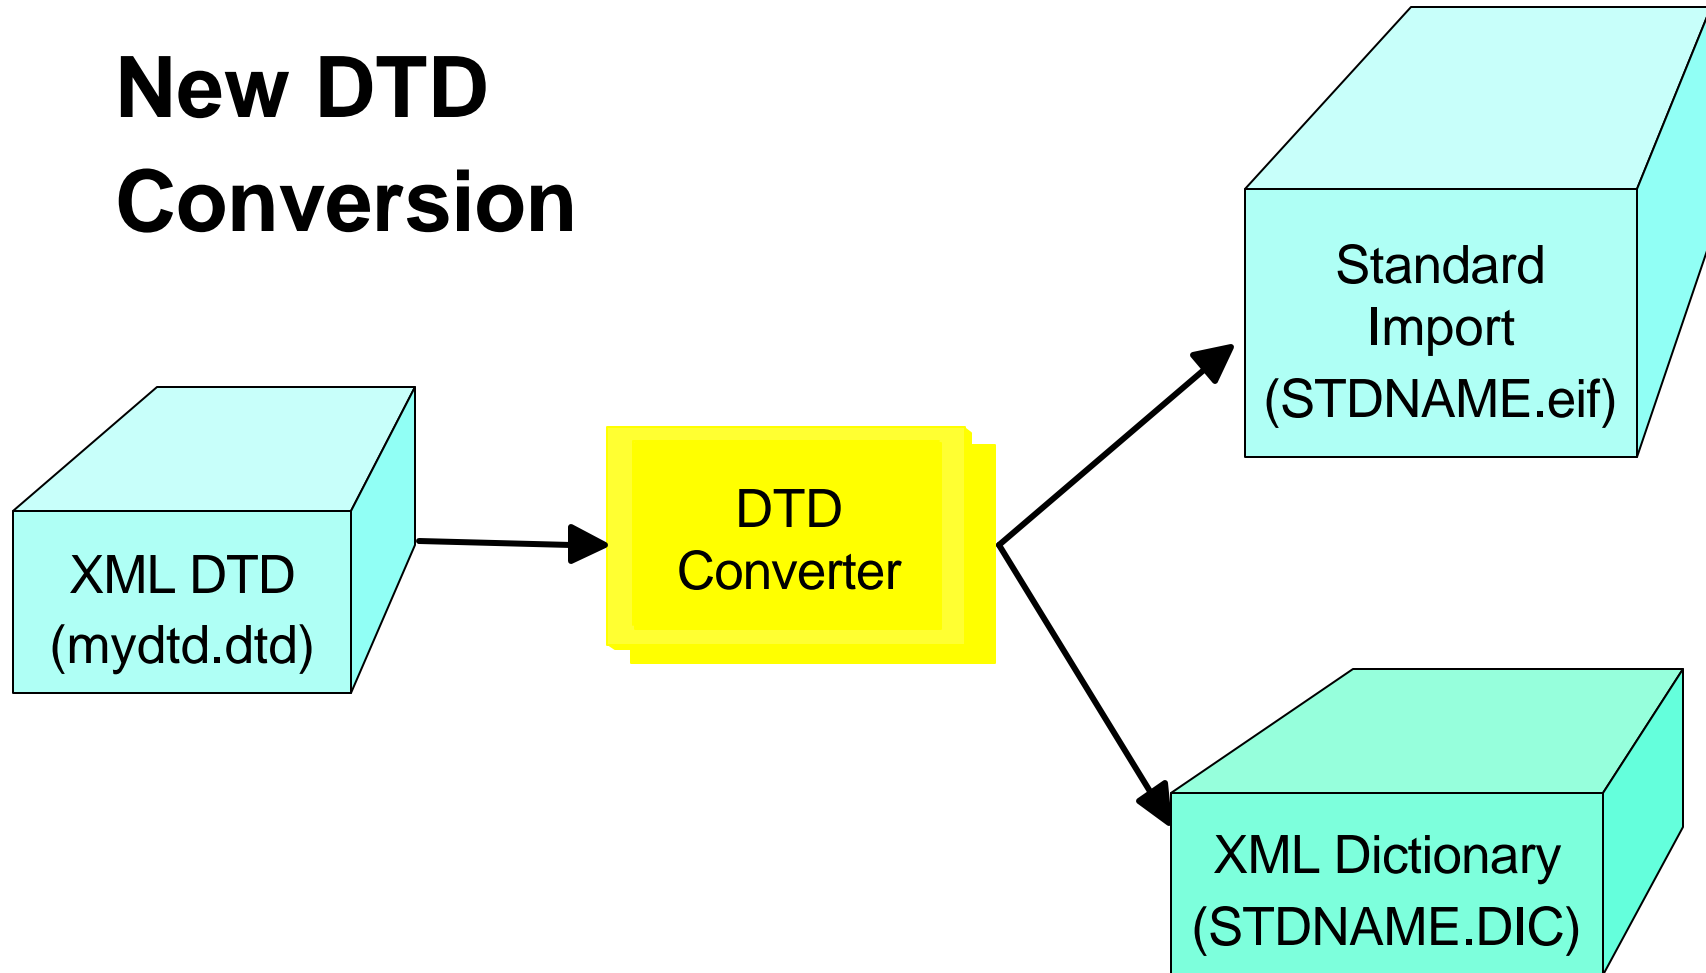 New DTD
Conversion
Standard
Import
(STDNAME.eif)
DTD
Converter
XML DTD
(mydtd.dtd)
XML Dictionary
(STDNAME.DIC)